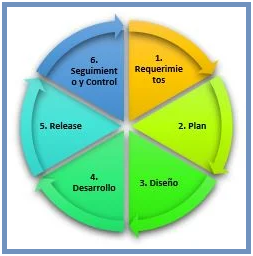 1.
Requerimie
tos
2. Plan
3. Diseño
4.
Desarrollo
5. Release
6.
Seguimient
o y Control